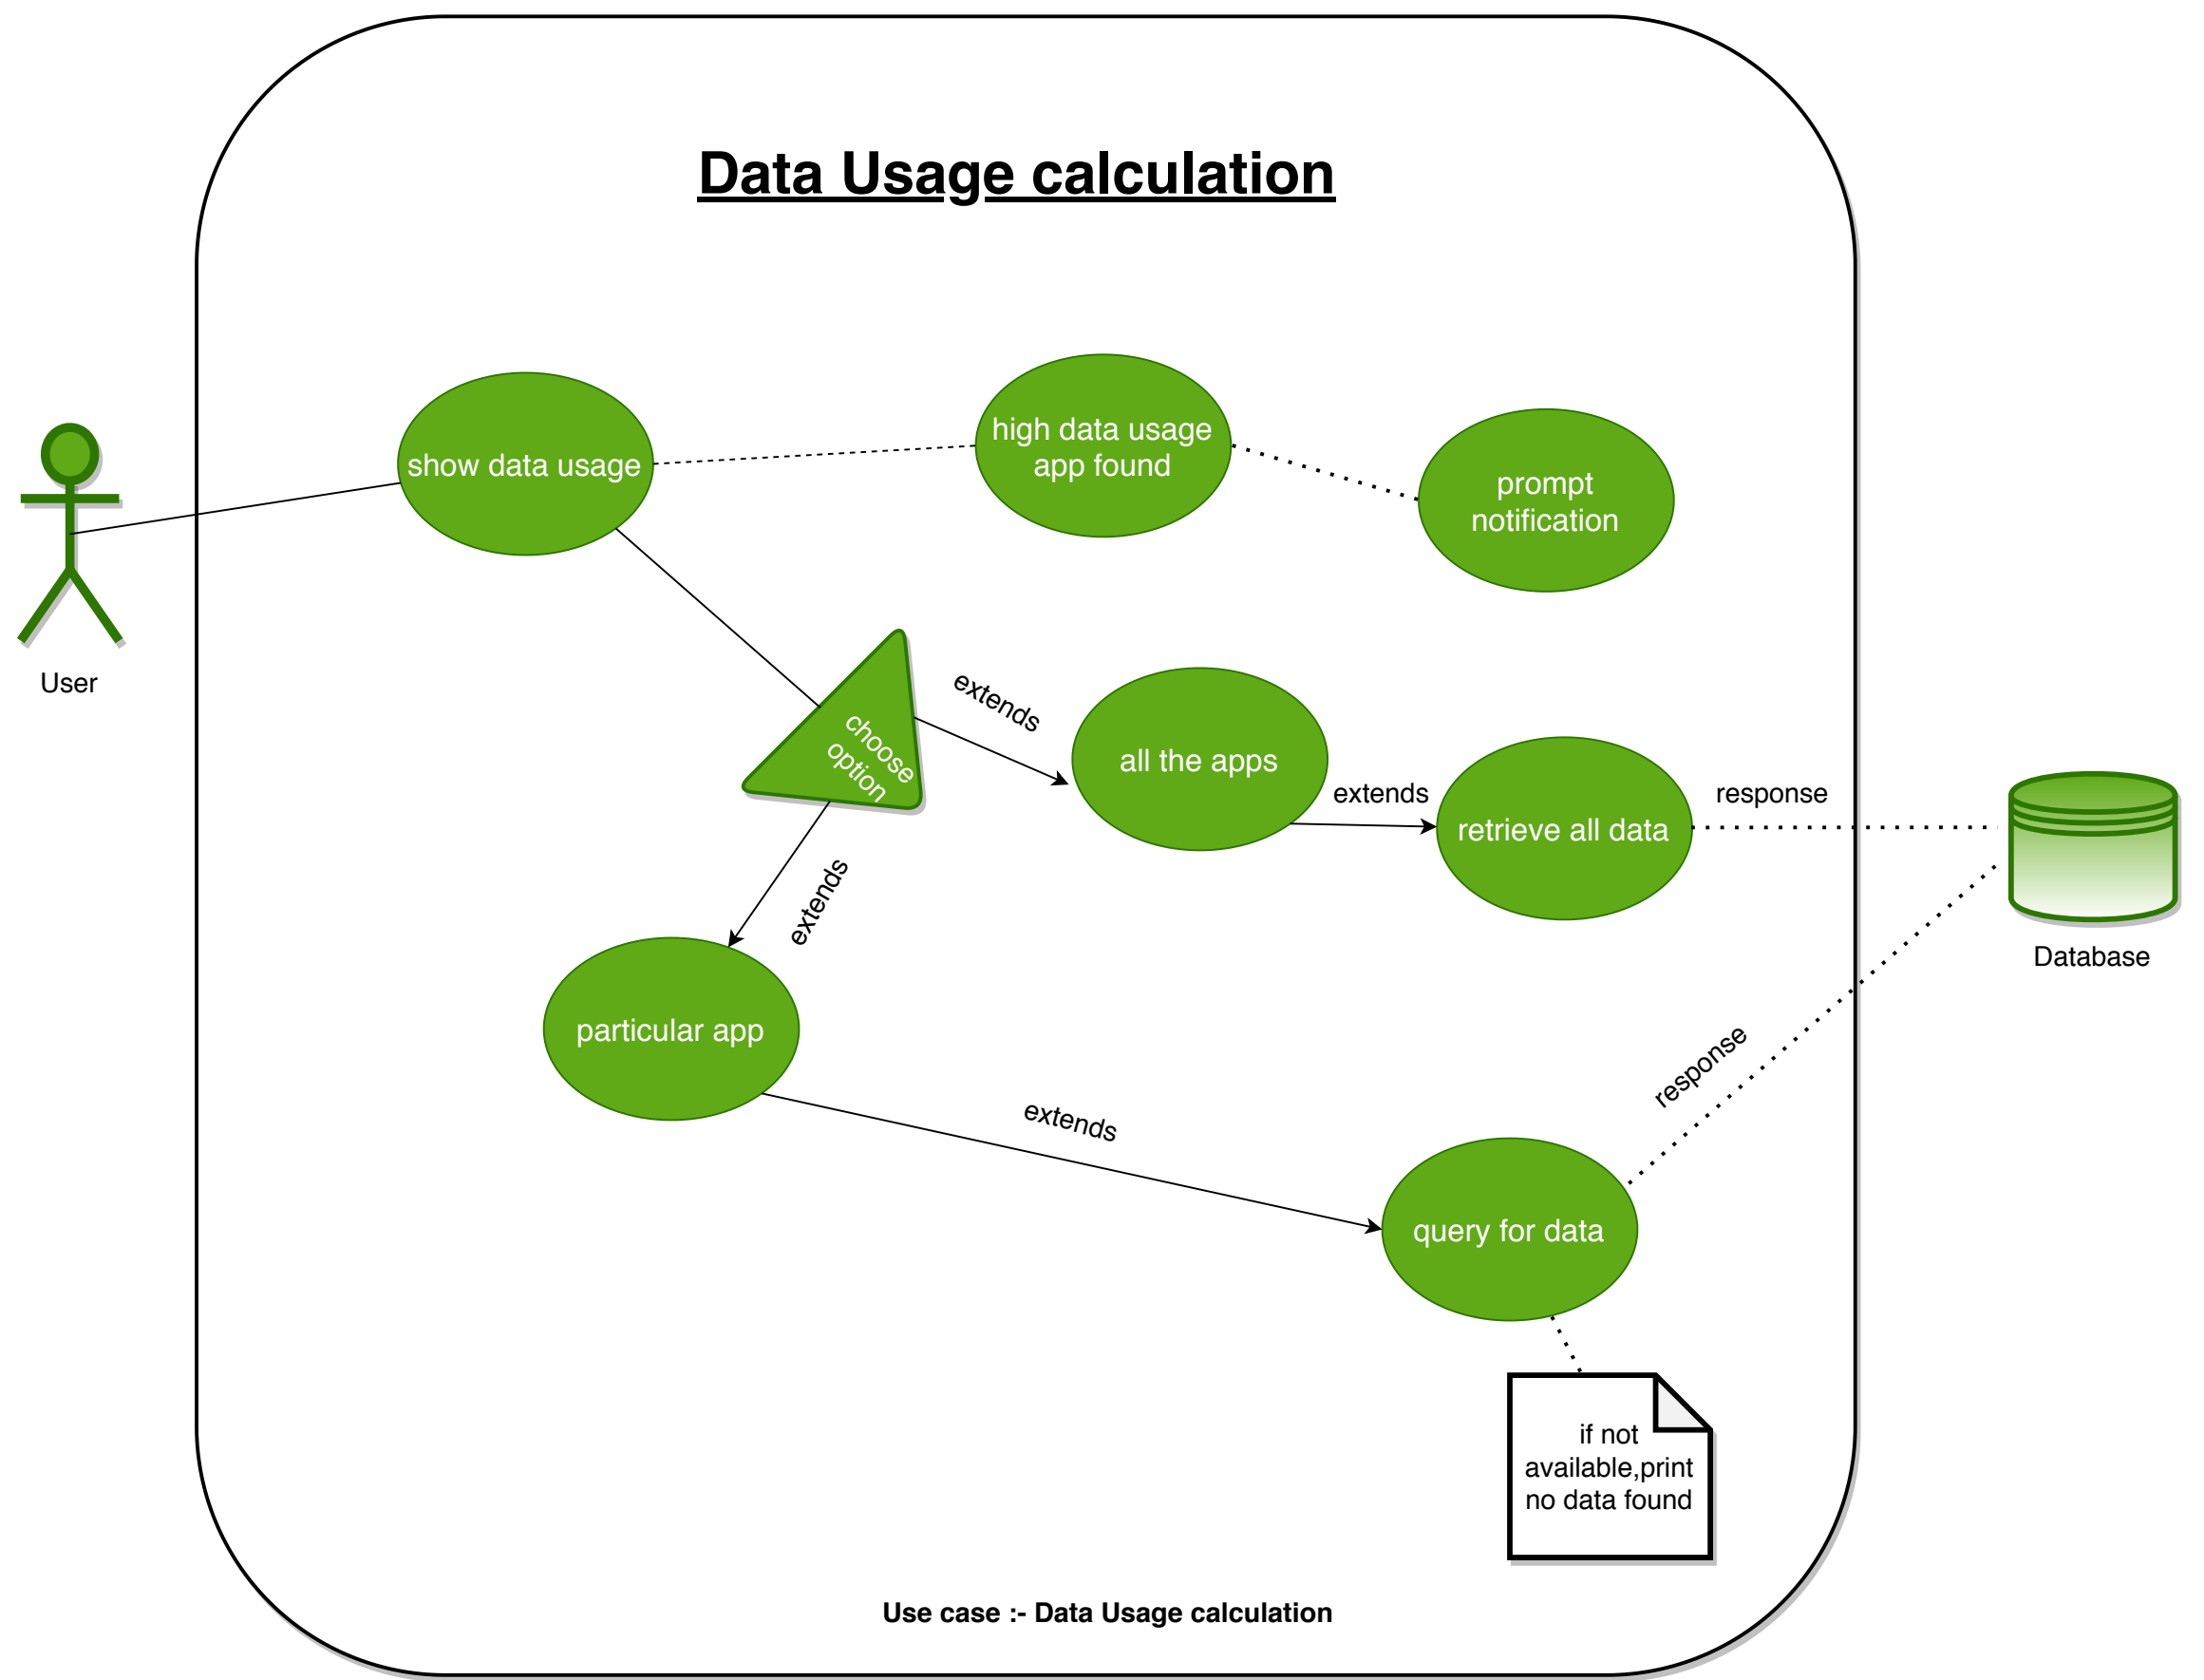 Data Usage calculation
show data usage
high data usage
app found
prompt
notification
User
choose
option
extends
all the apps
extends
retrieve all data
response
Database
extends
particular app
extends
response
query for data
if not
available,print
no data found
Use case :- Data Usage calculation